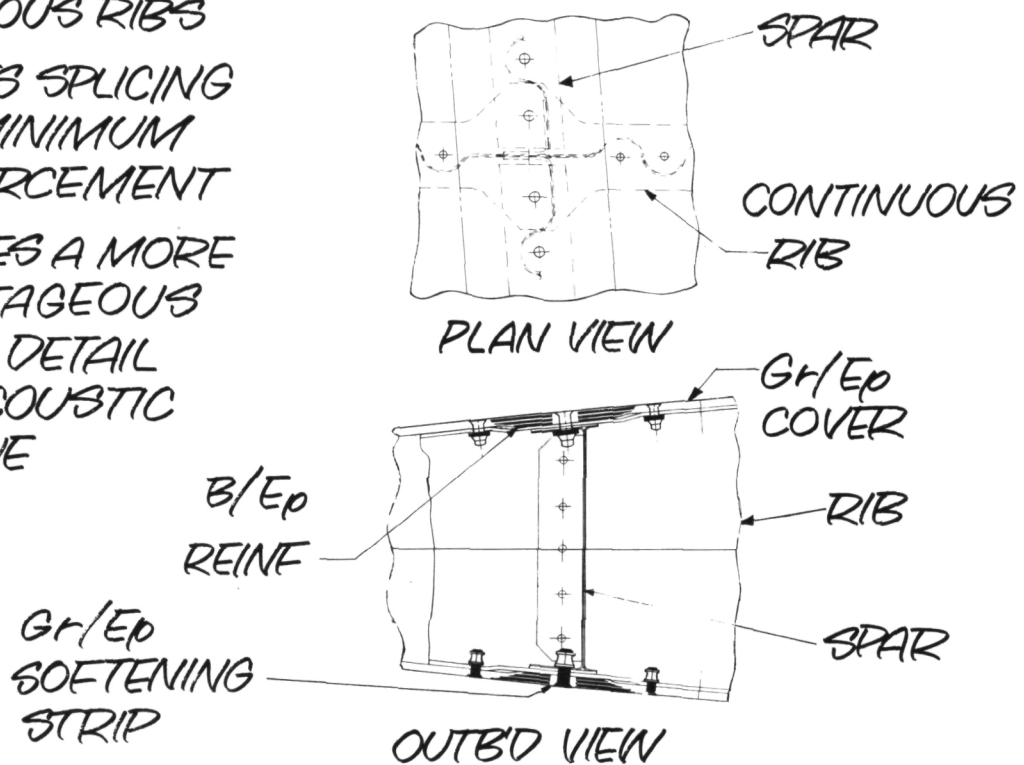 OUS RIBS
S SPLICING
MINIMUM
RCEMENT
ES A MORE
TAGEOUS
DETAIL
COUSTIC
E
SPAR
CONTINUOUS
RIB
PLAN VIEW
Gr/Ep
COVER
B/Ep
REINF
RIB
Gr/Ep
SOFTENING
STRIP
SPAR
OUTB'D VIEW